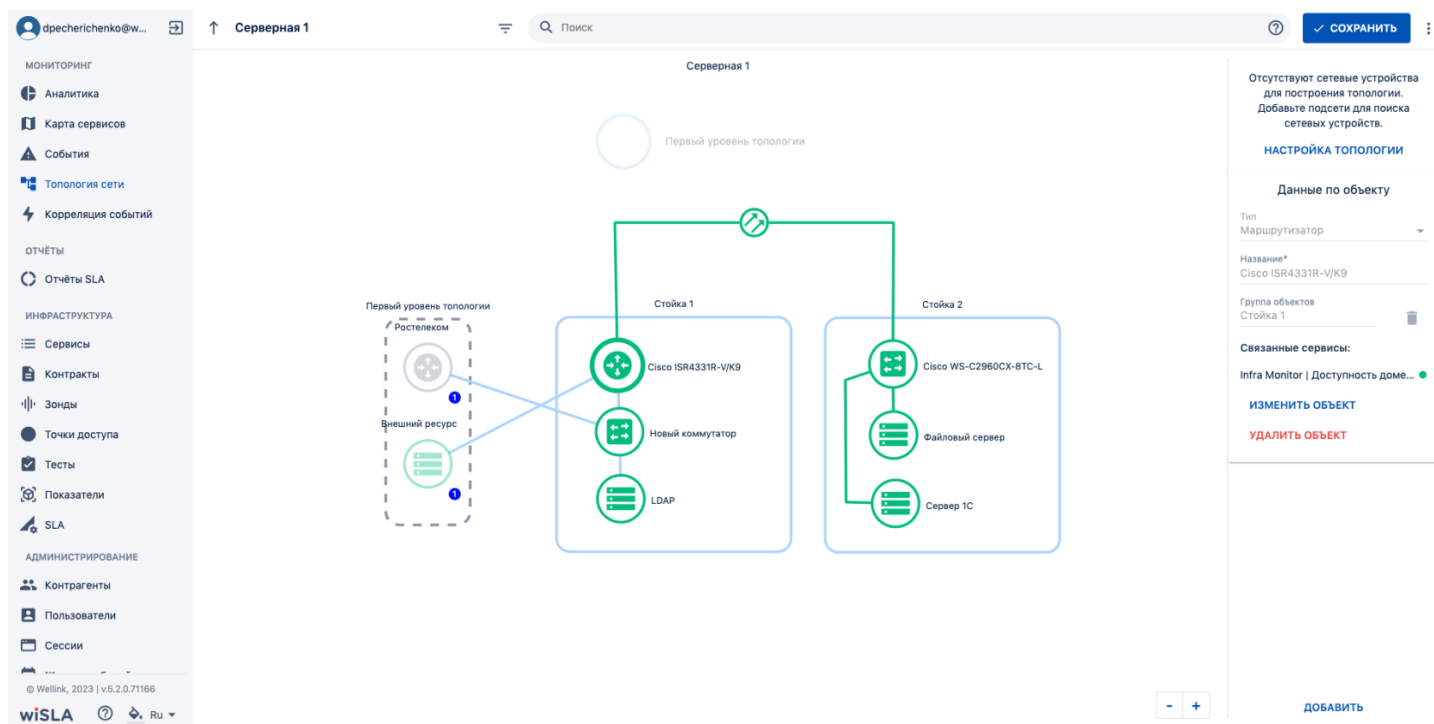 dpecherichenko@w...
Серверная 1
Поиск
СОХРАНИТЬ
МОНИТОРИНГ
Аналитика
Карта сервисов
События
Топология сети
Корреляция событий
ОТЧЁТЫ
Отчёты SLA
ИНФРАСТРУКТУРА
Сервисы
Контракты
Зонды
Точки доступа
Тесты
Показатели
SLA
АДМИНИСТРИРОВАНИЕ
Контрагенты
Пользователи
Сессии
© Wellink, 2023 | v.5.2.0.71166
wiSLA
Ru
Серверная 1
Первый уровень топологии
Первый уровень топологии
Ростелеком
1
Внешний ресурс
1
Стойка 1
Cisco ISR4331R-V/K9
Новый коммутатор
LDAP
Стойка 2
Cisco WS-C2960CX-8TC-L
Файловый сервер
Сервер 1С
- +
Отсутствуют сетевые устройства
для построения топологии.
Добавьте подсети для поиска
сетевых устройств.
НАСТРОЙКА ТОПОЛОГИИ
Данные по объекту
Тип
Маршрутизатор
Название*
Cisco ISR4331R-V/K9
Группа объектов
Стойка 1
Связанные сервисы:
Infra Monitor | Доступность доме...
ИЗМЕНИТЬ ОБЪЕКТ
УДАЛИТЬ ОБЪЕКТ
ДОБАВИТЬ